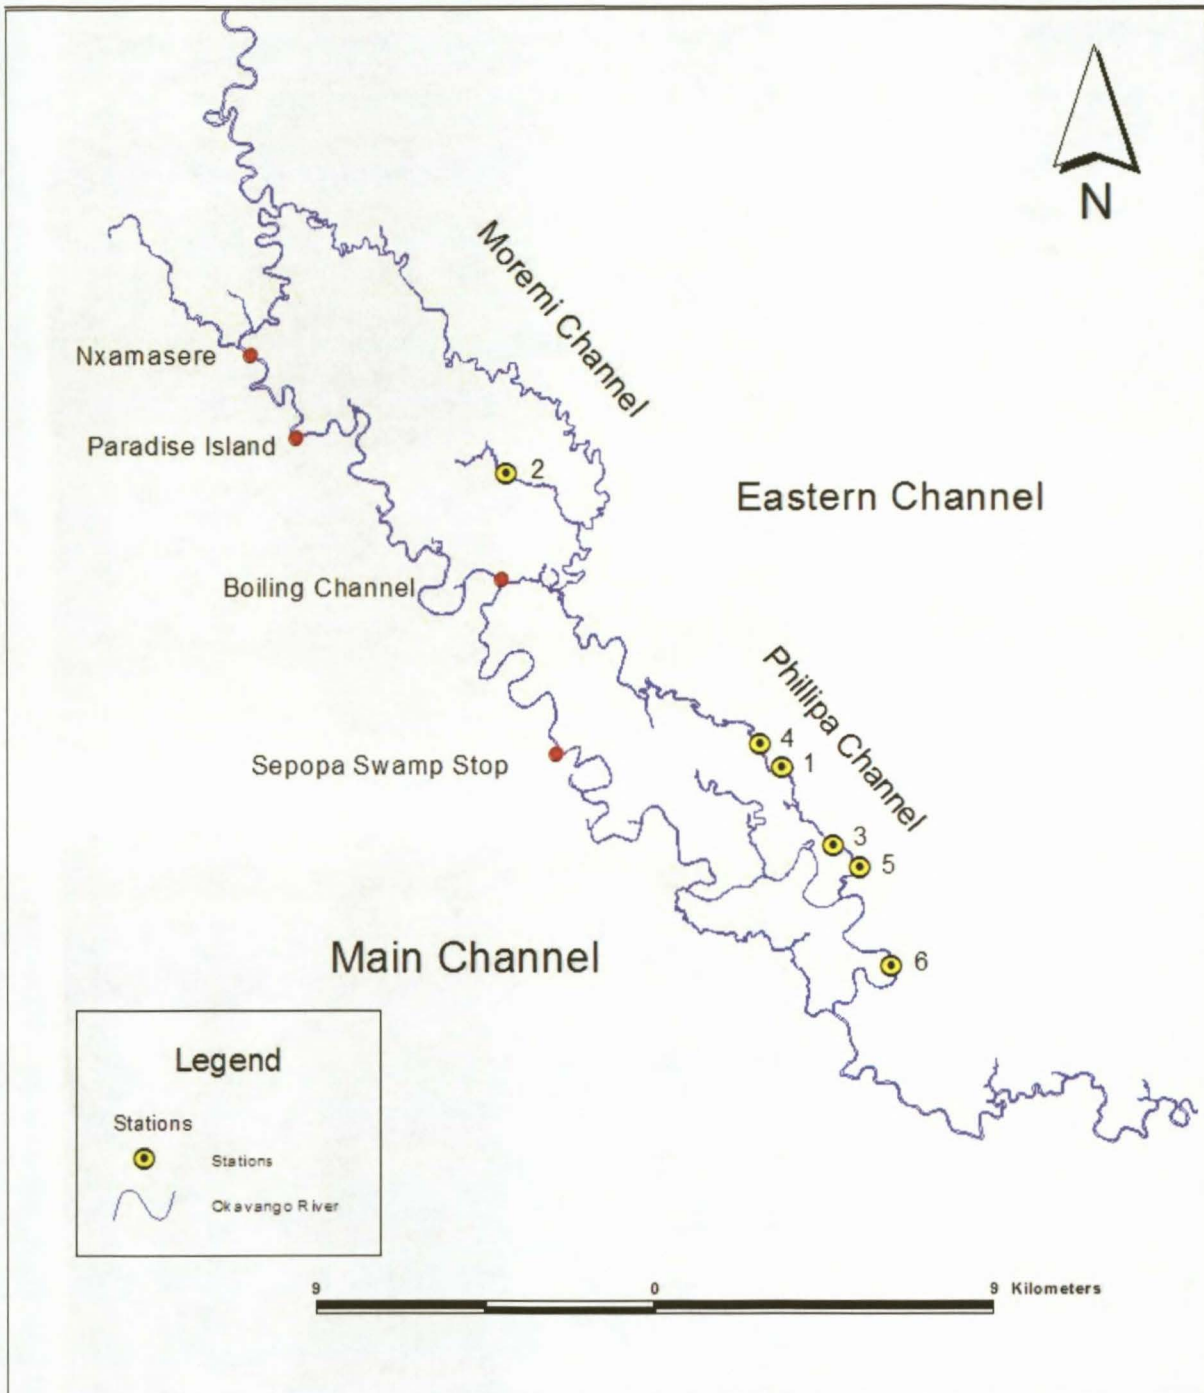 N
Moremi Channel
Nxamasere
Paradise Island
2
Eastern Channel
Boiling Channel
Phillipa Channel
4
1
Sepopa Swamp Stop
3
5
Main Channel
6
Legend
Stations
Stations
Okavango River
9 0 9 Kilometers